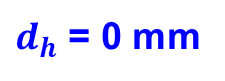 d_h = 0 mm